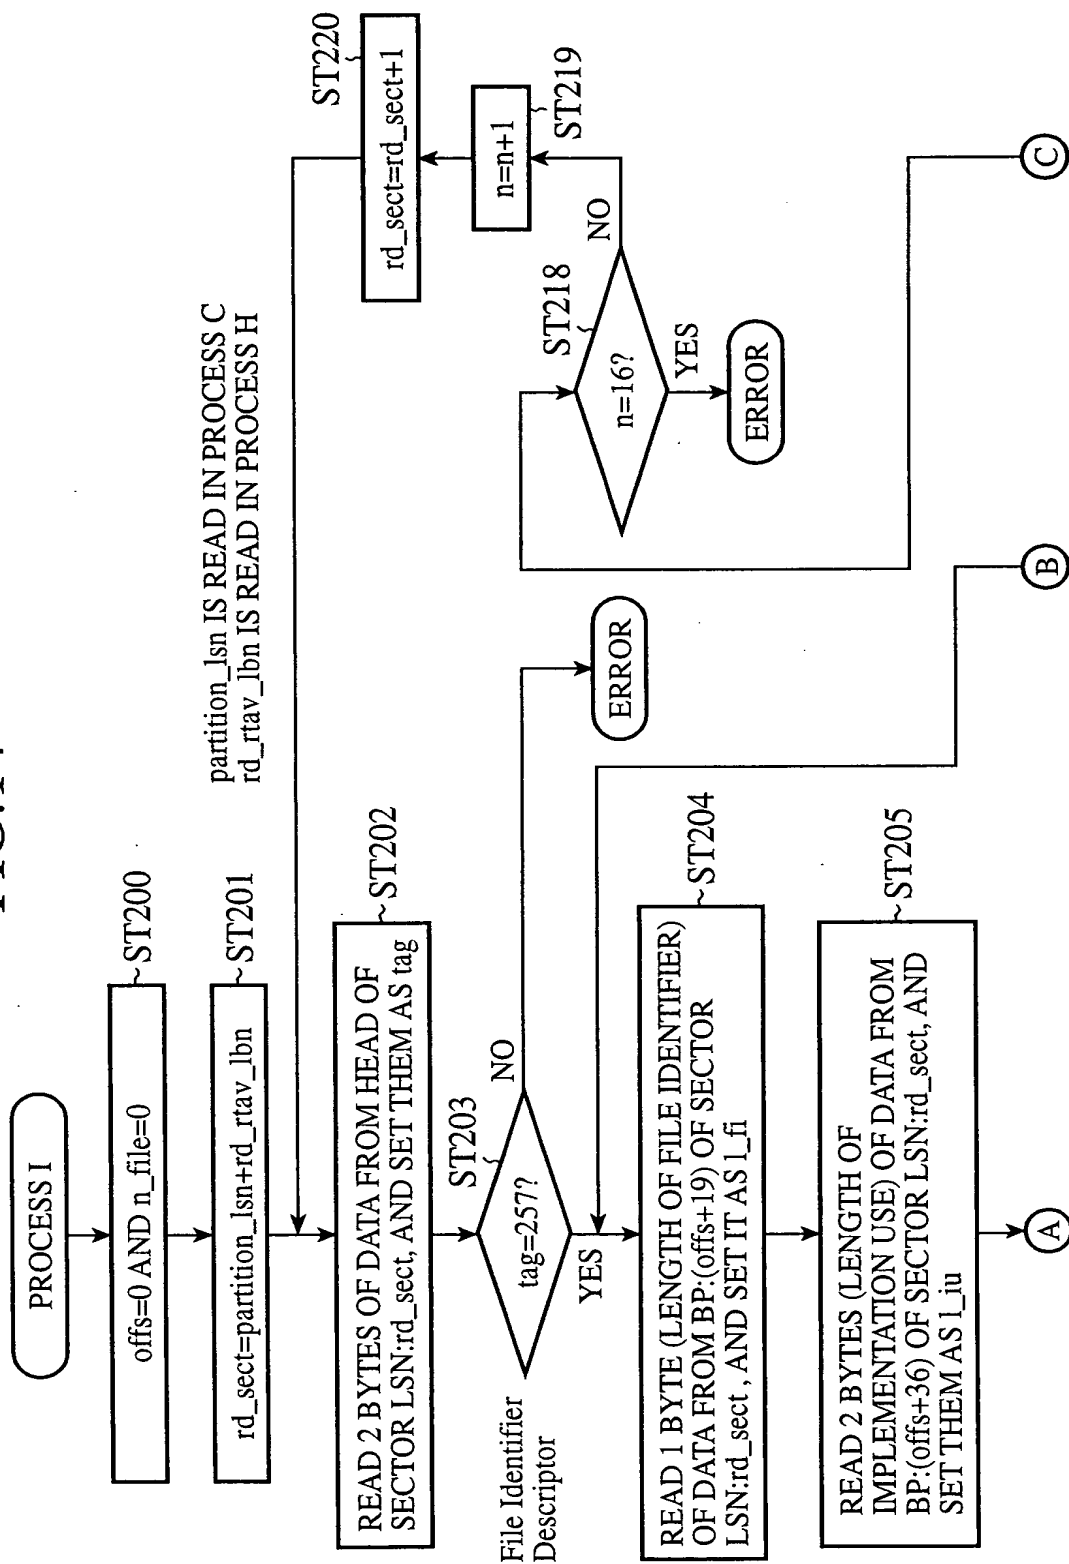 PROCESS I
offs=0 AND n_file=0
~ST200
rd_sect=partition_lsn+rd_rtav_lbn
~ST201
partition_lsn IS READ IN PROCESS C
rd_rtav_lbn IS READ IN PROCESS H
READ 2 BYTES OF DATA FROM HEAD OF
SECTOR LSN:rd_sect, AND SET THEM AS tag
~ST202
File Identifier
Descriptor
tag=257?
ST203
NO
YES
ERROR
READ 1 BYTE (LENGTH OF FILE IDENTIFIER)
OF DATA FROM BP:(offs+19) OF SECTOR
LSN:rd_sect , AND SET IT AS l_fi
~ST204
READ 2 BYTES (LENGTH OF
IMPLEMENTATION USE) OF DATA FROM
BP:(offs+36) OF SECTOR LSN:rd_sect, AND
SET THEM AS l_iu
~ST205
A
B
C
n=16?
ST218
NO
YES
ERROR
n=n+1
ST219
rd_sect=rd_sect+1
ST220